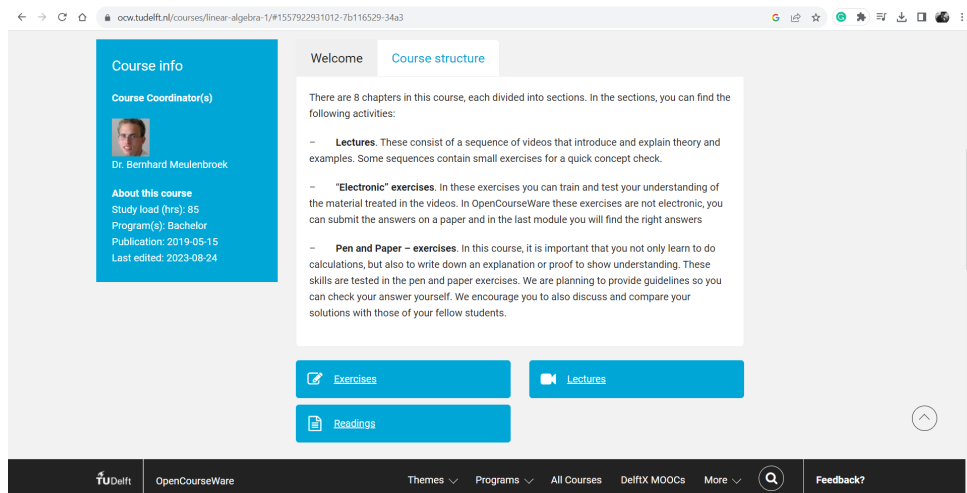 ocw.tudelft.nl/courses/linear-algebra-1/#1557922931012-7b116529-34a3
Course info
Course Coordinator(s)
Dr. Bernhard Meulenbroek
About this course
Study load (hrs): 85
Program(s): Bachelor
Publication: 2019-05-15
Last edited: 2023-08-24
Welcome
Course structure
There are 8 chapters in this course, each divided into sections. In the sections, you can find the
following activities:
– Lectures. These consist of a sequence of videos that introduce and explain theory and
examples. Some sequences contain small exercises for a quick concept check.
– “Electronic” exercises. In these exercises you can train and test your understanding of
the material treated in the videos. In OpenCourseWare these exercises are not electronic, you
can submit the answers on a paper and in the last module you will find the right answers
– Pen and Paper – exercises. In this course, it is important that you not only learn to do
calculations, but also to write down an explanation or proof to show understanding. These
skills are tested in the pen and paper exercises. We are planning to provide guidelines so you
can check your answer yourself. We encourage you to also discuss and compare your
solutions with those of your fellow students.
Exercises
Lectures
Readings
TUDelft
OpenCourseWare
Themes
Programs
All Courses
DelftX MOOCs
More
Feedback?